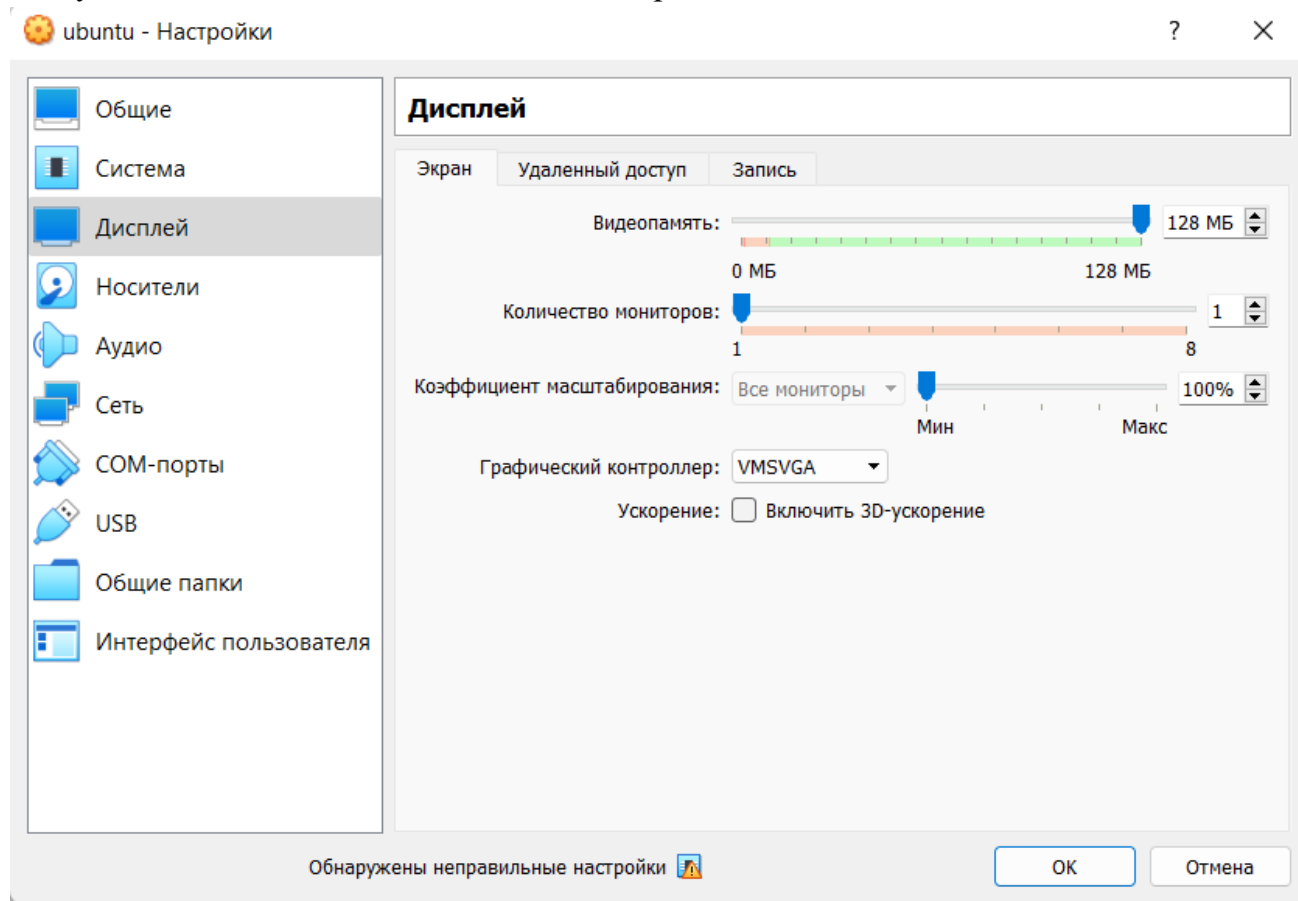 ubuntu - Настройки
?
Общие
Система
Дисплей
Носители
Аудио
Сеть
COM-порты
USB
Общие папки
Интерфейс пользователя
Дисплей
Экран Удаленный доступ Запись
Видеопамять: 128 МБ
0 МБ 128 МБ
Количество мониторов: 1
1 8
Коэффициент масштабирования: Все мониторы 100%
Мин Макс
Графический контроллер: VMSVGA
Ускорение: Включить 3D-ускорение
Обнаружены неправильные настройки OK Отмена